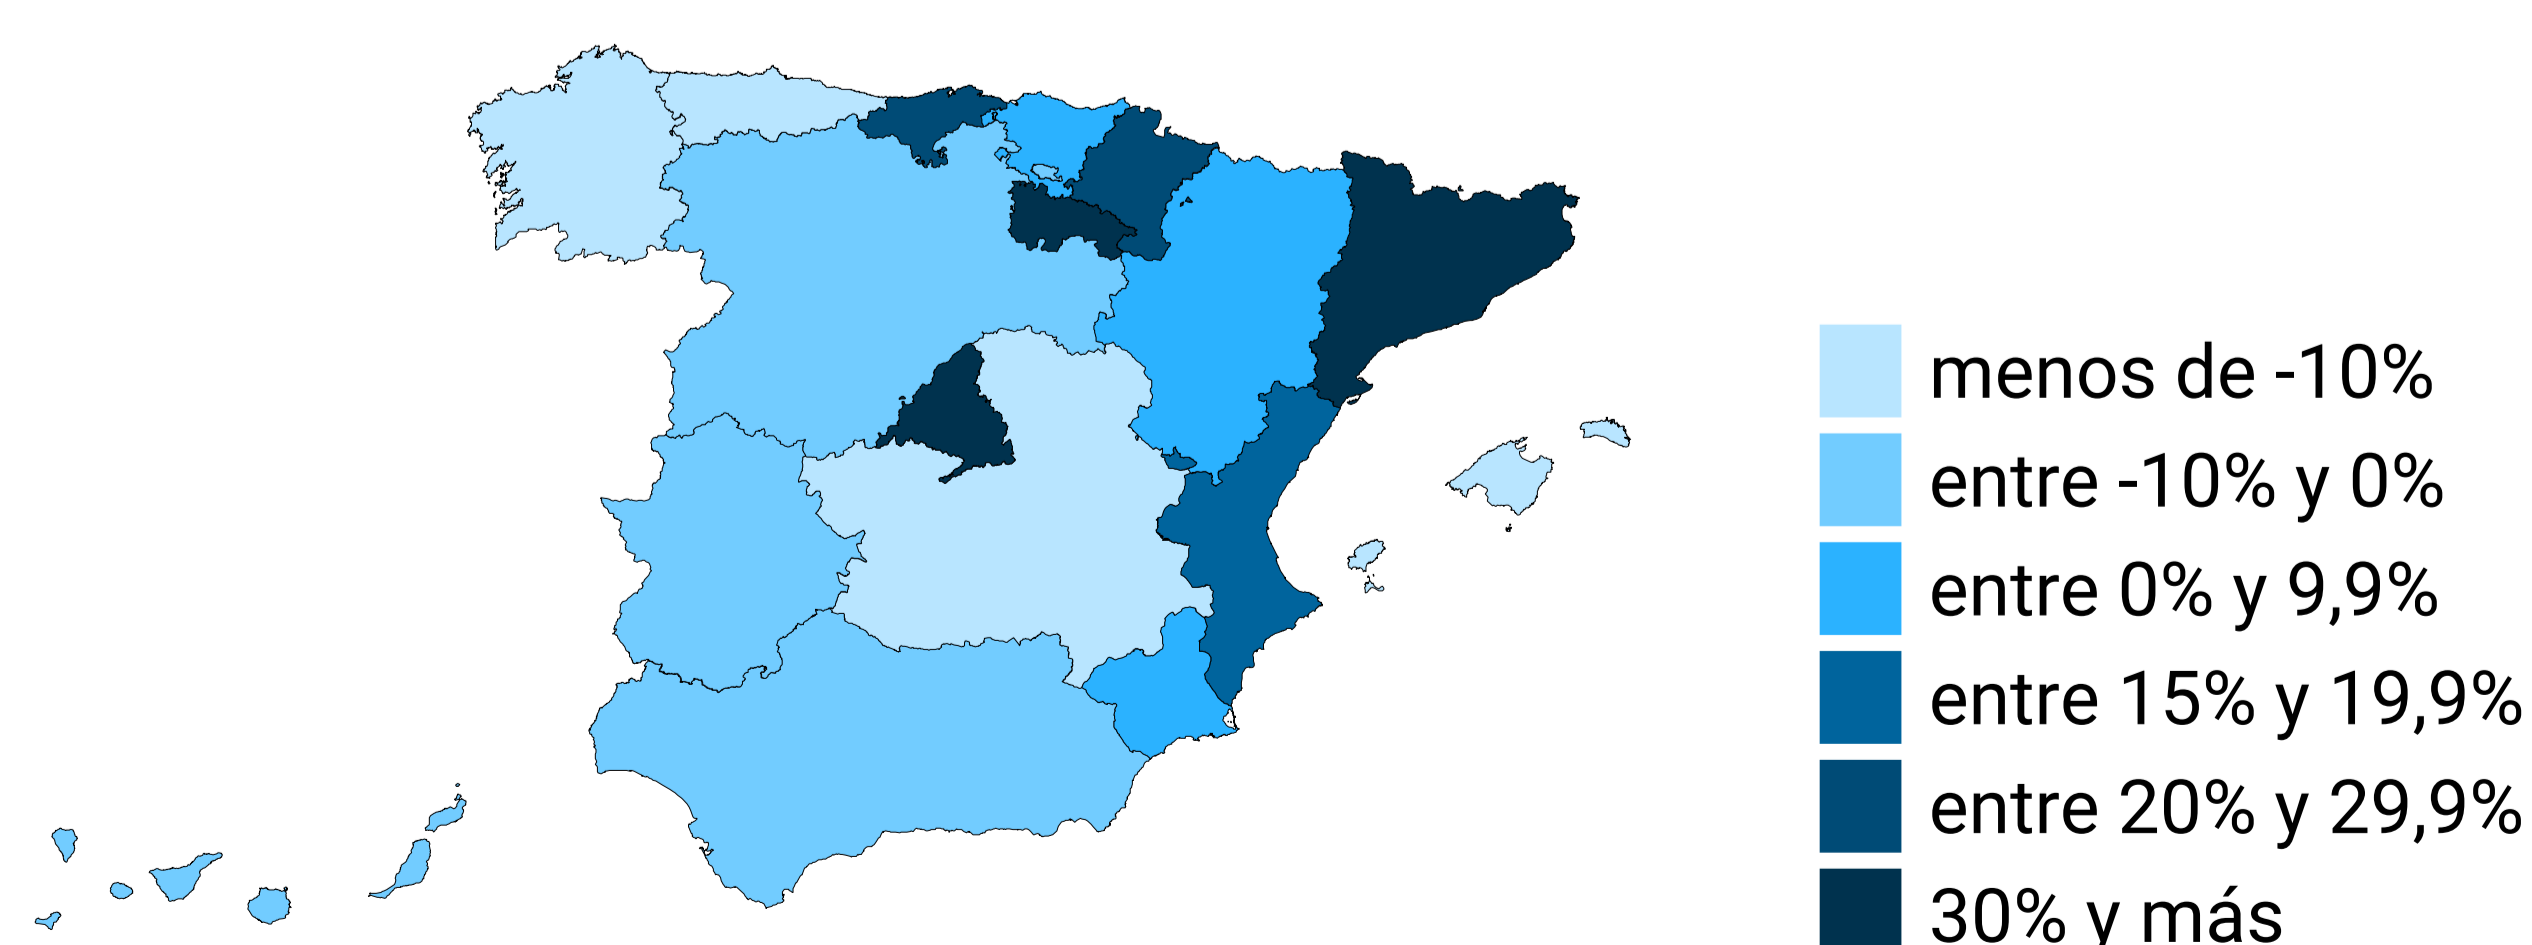 menos de -10%
entre -10% y 0%
entre 0% y 9,9%
entre 15% y 19,9%
entre 20% y 29,9%
30% y más